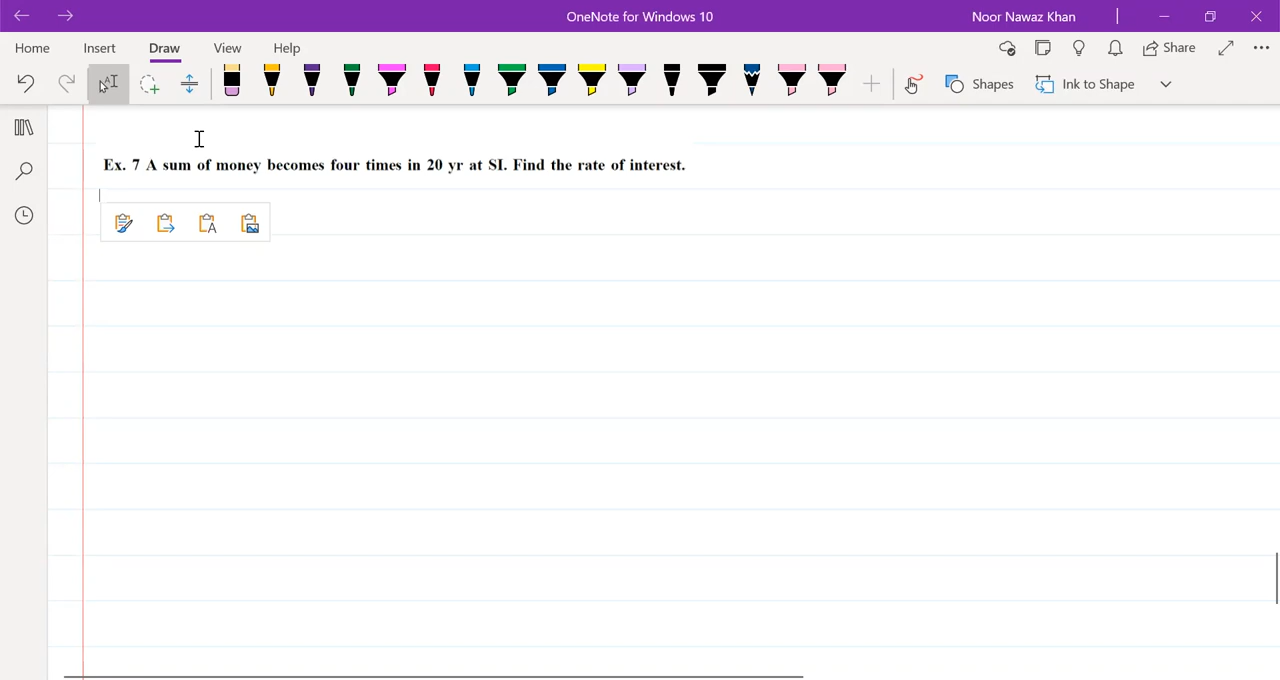 OneNote for Windows 10
Noor Nawaz Khan
Home Insert Draw View Help
Share
Shapes
Ink to Shape
Ex. 7 A sum of money becomes four times in 20 yr at SI. Find the rate of interest.